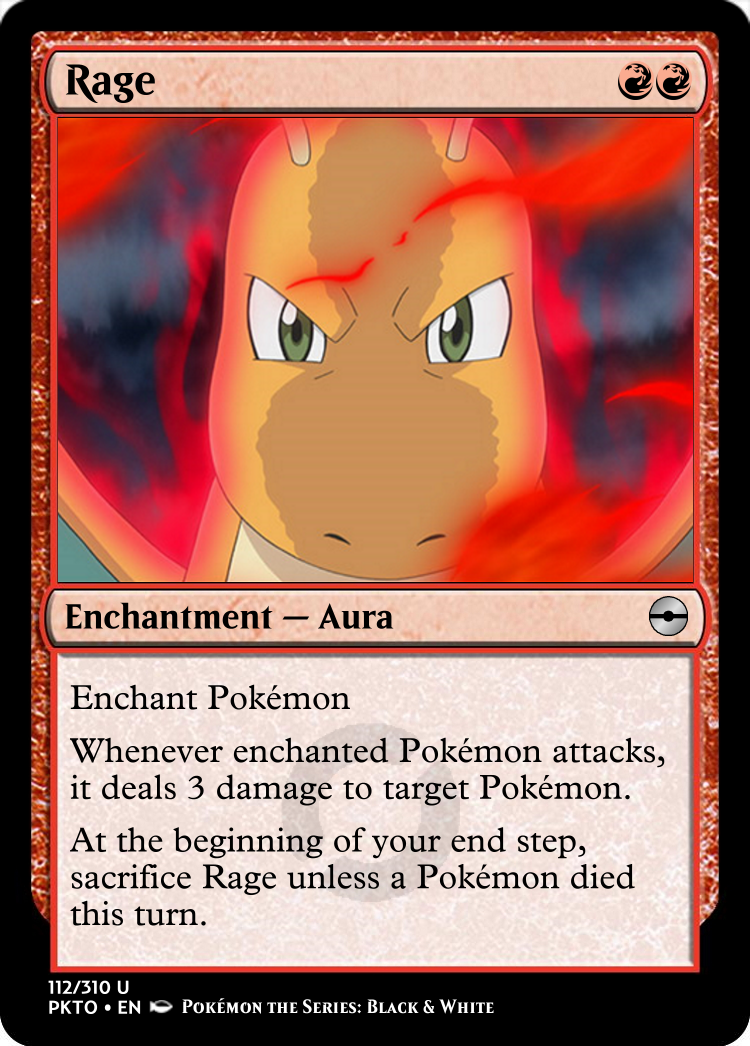 Rage
Enchantment — Aura
Enchant Pokémon
Whenever enchanted Pokémon attacks,
it deals 3 damage to target Pokémon.
At the beginning of your end step,
sacrifice Rage unless a Pokémon died
this turn.
112/310 U
PKTO • EN Pokémon the Series: Black & White